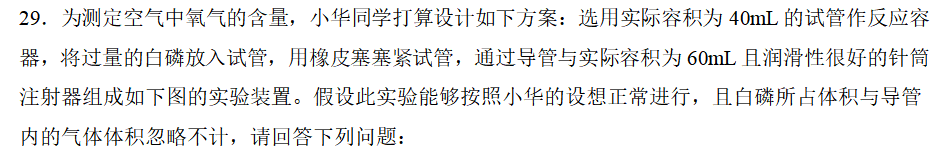 29．为测定空气中氧气的含量，小华同学打算设计如下方案：选用实际容积为 40mL 的试管作反应容
器，将过量的白磷放入试管，用橡皮塞塞紧试管，通过导管与实际容积为 60mL 且润滑性很好的针筒
注射器组成如下图的实验装置。假设此实验能够按照小华的设想正常进行，且白磷所占体积与导管
内的气体体积忽略不计，请回答下列问题：